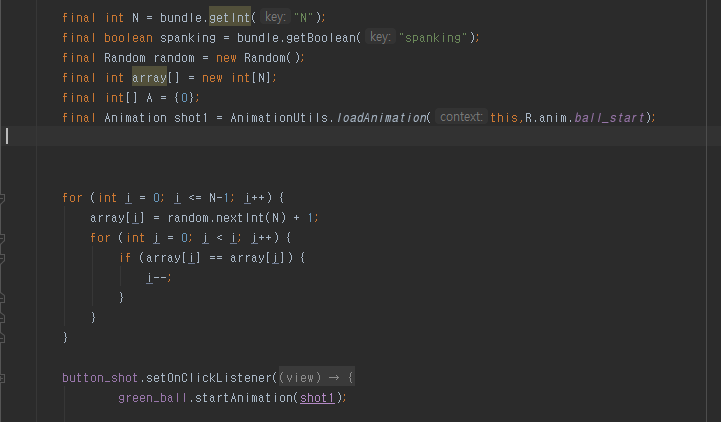 final int N = bundle.getInt( key: "N");
final boolean spanking = bundle.getBoolean( key: "spanking");
final Random random = new Random();
final int array[] = new int[N];
final int[] A = {0};
final Animation shot1 = AnimationUtils.loadAnimation( context: this,R.anim.ball_start);
for (int i = 0; i <= N-1; i++) {
array[i] = random.nextInt(N) + 1;
for (int j = 0; j < i; j++) {
if (array[i] == array[j]) {
i--;
}
}
}
button_shot.setOnClickListener((view) → {
green_ball.startAnimation(shot1);